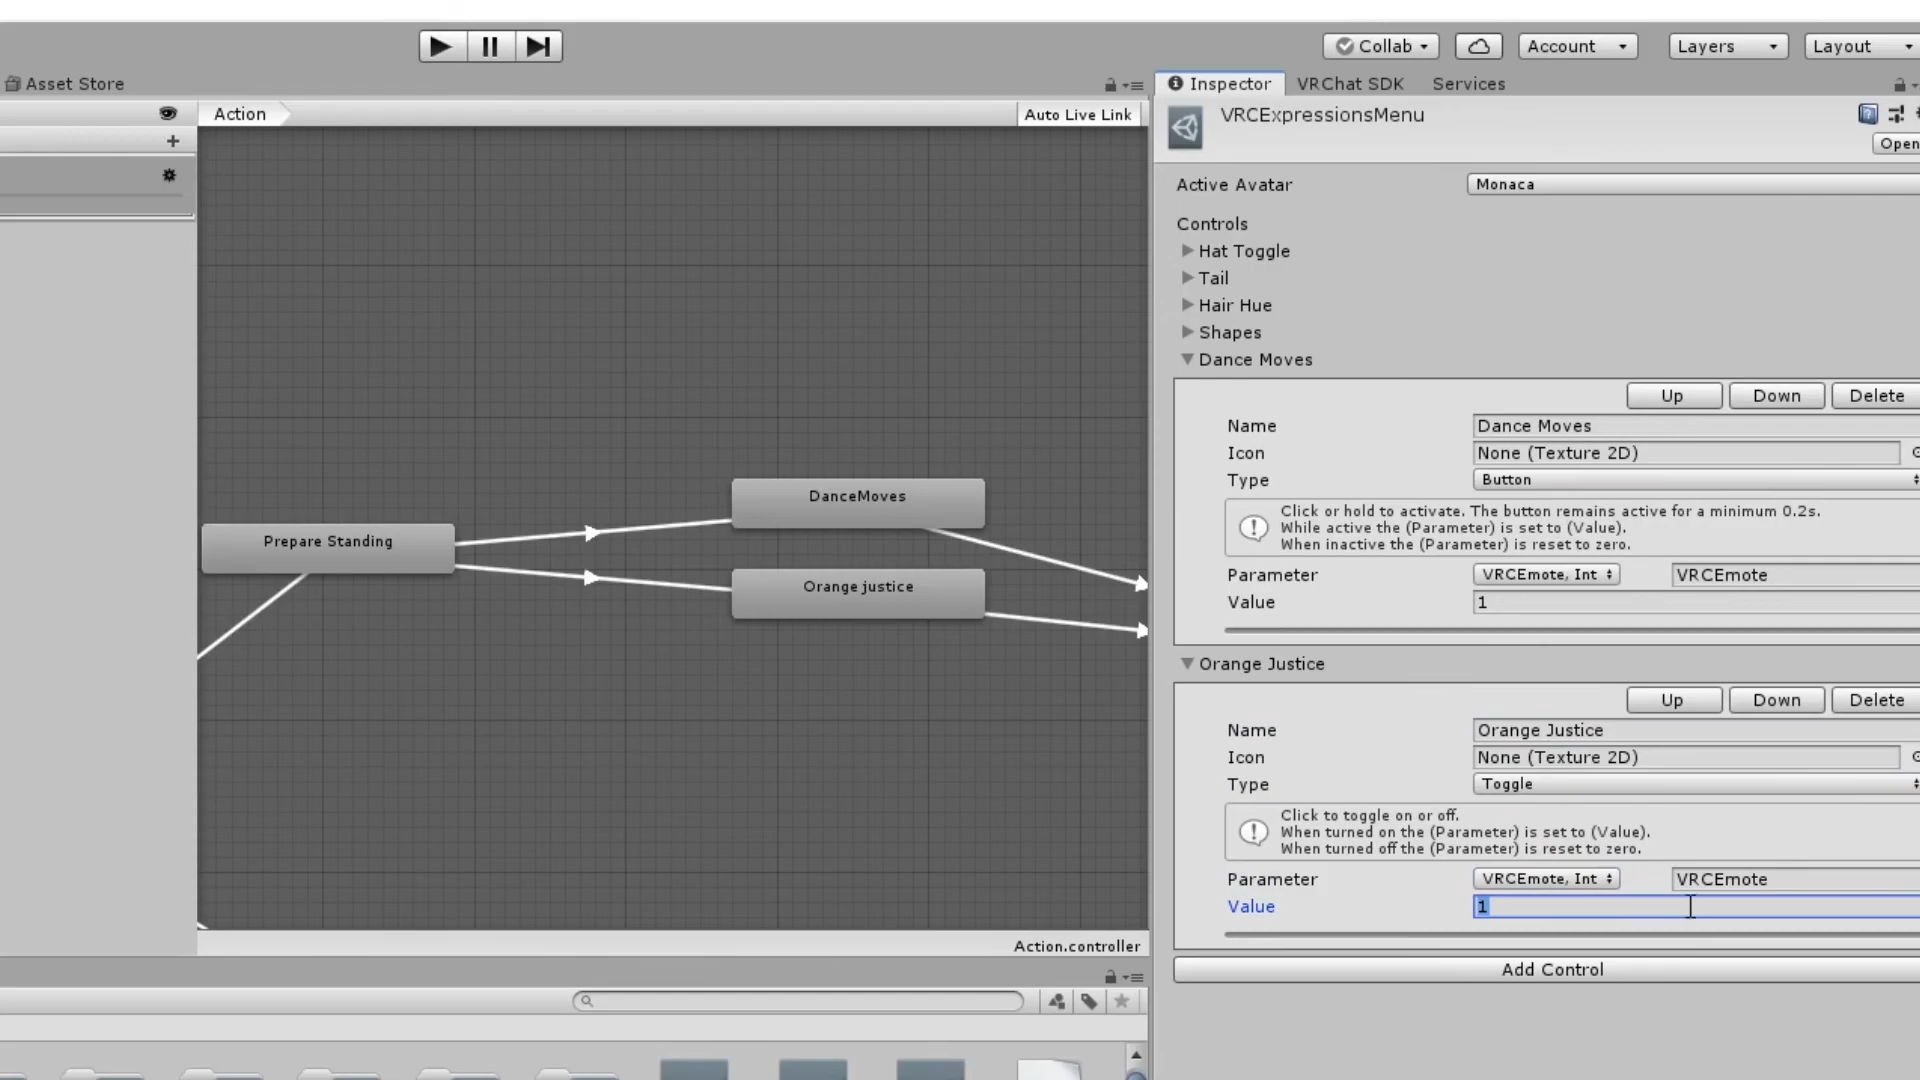 Collab
Account
Layers
Layout
Asset Store
Inspector
VRChat SDK
Services
Action
Auto Live Link
VRCExpressionsMenu
Open
Active Avatar
Monaca
Controls
Hat Toggle
Tail
Hair Hue
Shapes
Dance Moves
Up
Down
Delete
Name
Dance Moves
Icon
None (Texture 2D)
Type
Button
Click or hold to activate. The button remains active for a minimum 0.2s.
While active the (Parameter) is set to (Value).
When inactive the (Parameter) is reset to zero.
Parameter
VRCEmote, Int
VRCEmote
Value
1
Orange Justice
Up
Down
Delete
Name
Orange Justice
Icon
None (Texture 2D)
Type
Toggle
Click to toggle on or off.
When turned on the (Parameter) is set to (Value).
When turned off the (Parameter) is reset to zero.
Parameter
VRCEmote, Int
VRCEmote
Value
1
Add Control
DanceMoves
Prepare Standing
Orange justice
Action.controller